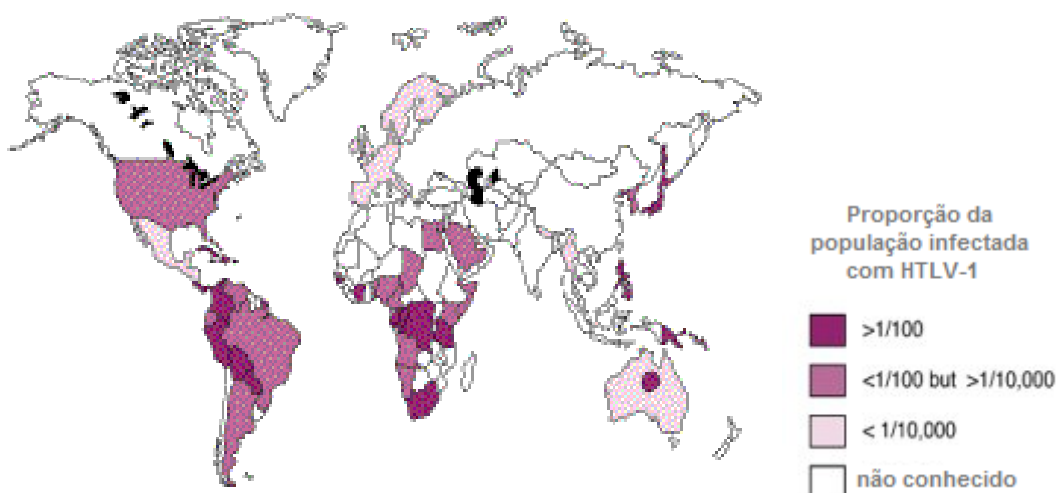 Proporção da
população infectada
com HTLV-1
>1/100
<1/100 but >1/10,000
< 1/10,000
não conhecido